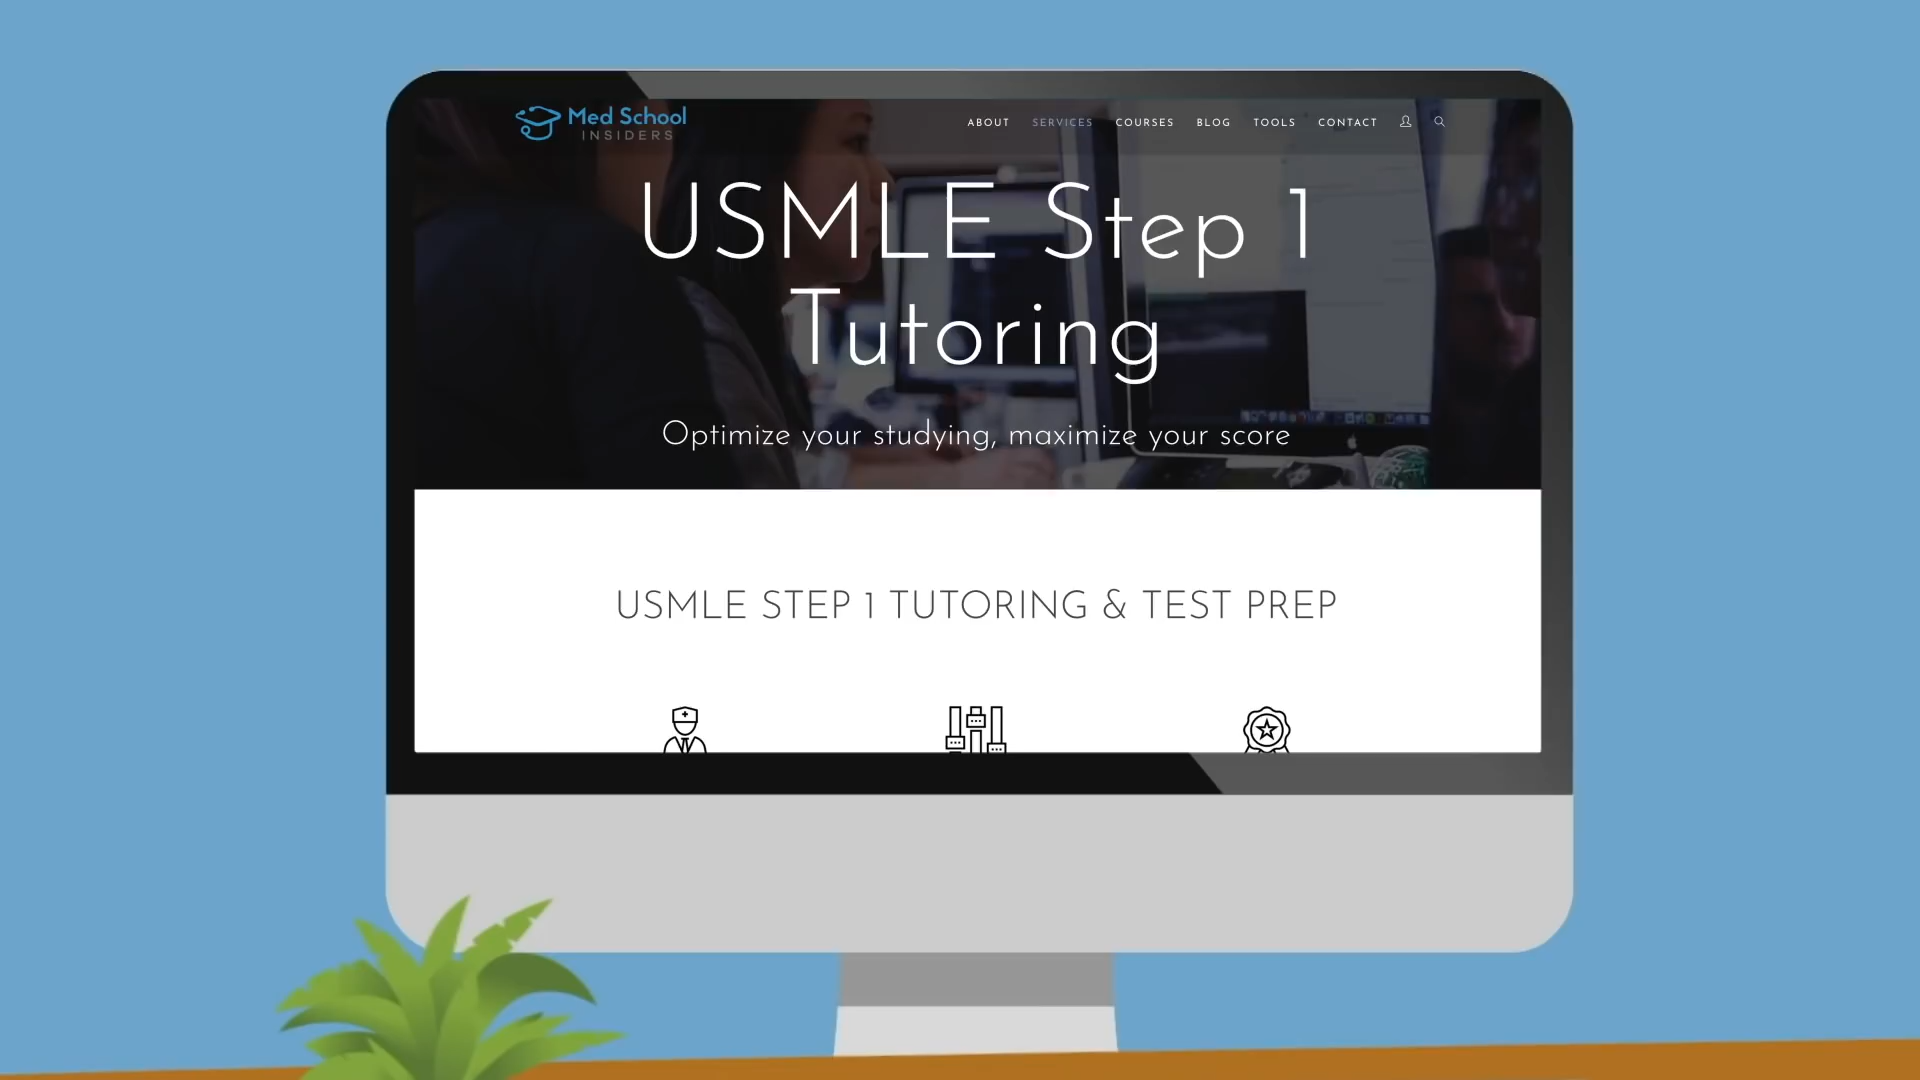 Med School
INSIDERS
ABOUT SERVICES COURSES BLOG TOOLS CONTACT
USMLE Step 1
Tutoring
Optimize your studying, maximize your score
USMLE STEP 1 TUTORING & TEST PREP